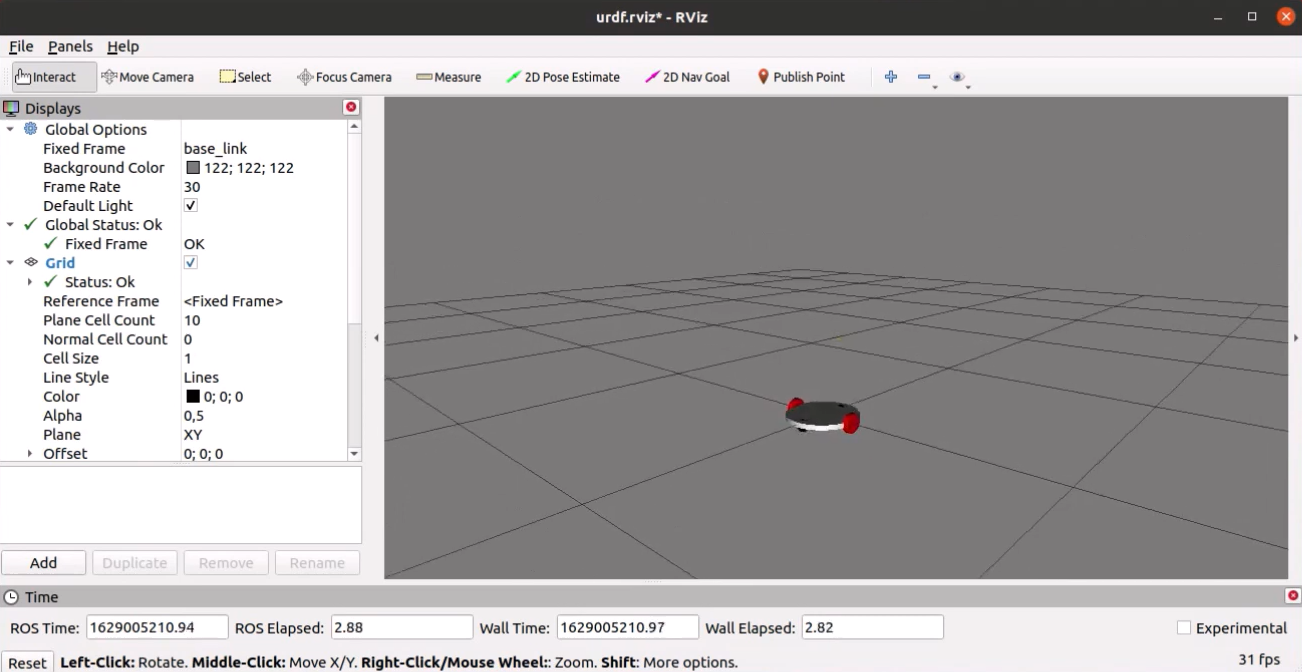 urdf.rviz* - RViz
File Panels Help
Interact Move Camera Select Focus Camera Measure 2D Pose Estimate 2D Nav Goal Publish Point
Displays
Global Options
Fixed Frame base_link
Background Color 122; 122; 122
Frame Rate 30
Default Light
Global Status: Ok
Fixed Frame OK
Grid
Status: Ok
Reference Frame <Fixed Frame>
Plane Cell Count 10
Normal Cell Count 0
Cell Size 1
Line Style Lines
Color 0; 0; 0
Alpha 0,5
Plane XY
Offset 0; 0; 0
Add Duplicate Remove Rename
Time
ROS Time: 1629005210.94 ROS Elapsed: 2.88 Wall Time: 1629005210.97 Wall Elapsed: 2.82 Experimental
Reset Left-Click: Rotate. Middle-Click: Move X/Y. Right-Click/Mouse Wheel:: Zoom. Shift: More options. 31 fps